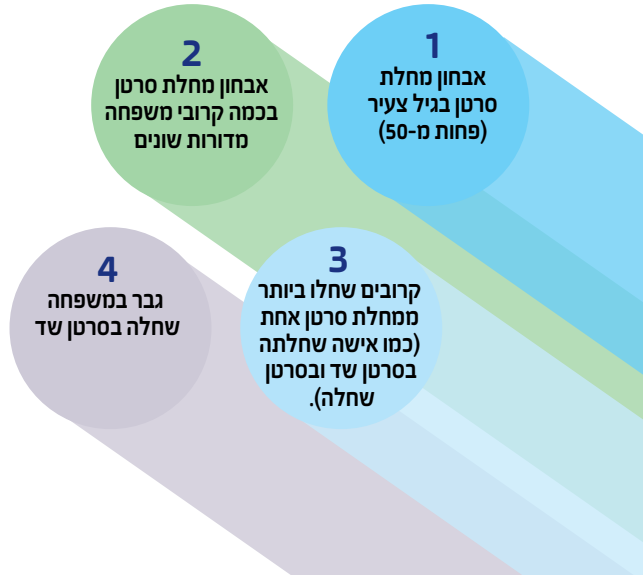 1
אבחון מחלת
סרטן בגיל צעיר
(פחות מ-50)
2
אבחון מחלת סרטן
בכמה קרובי משפחה
מדורות שונים
3
קרובים שחלו ביותר
ממחלת סרטן אחת
(כמו אישה שחלתה
בסרטן שד ובסרטן
שחלה).
4
גבר במשפחה
שחלה בסרטן שד